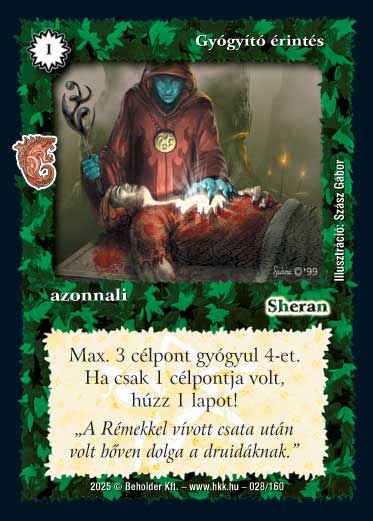 1
Gyógyító érintés
Illusztráció: Szász Gábor
Szász © '99
azonnali
Sheran
Max. 3 célpont gyógyul 4-et.
Ha csak 1 célpontja volt,
húzz 1 lapot!
„A Rémekkel vívott csata után
volt bőven dolga a druidáknak.”
2025 © Beholder Kft. – www.hkk.hu – 028/160